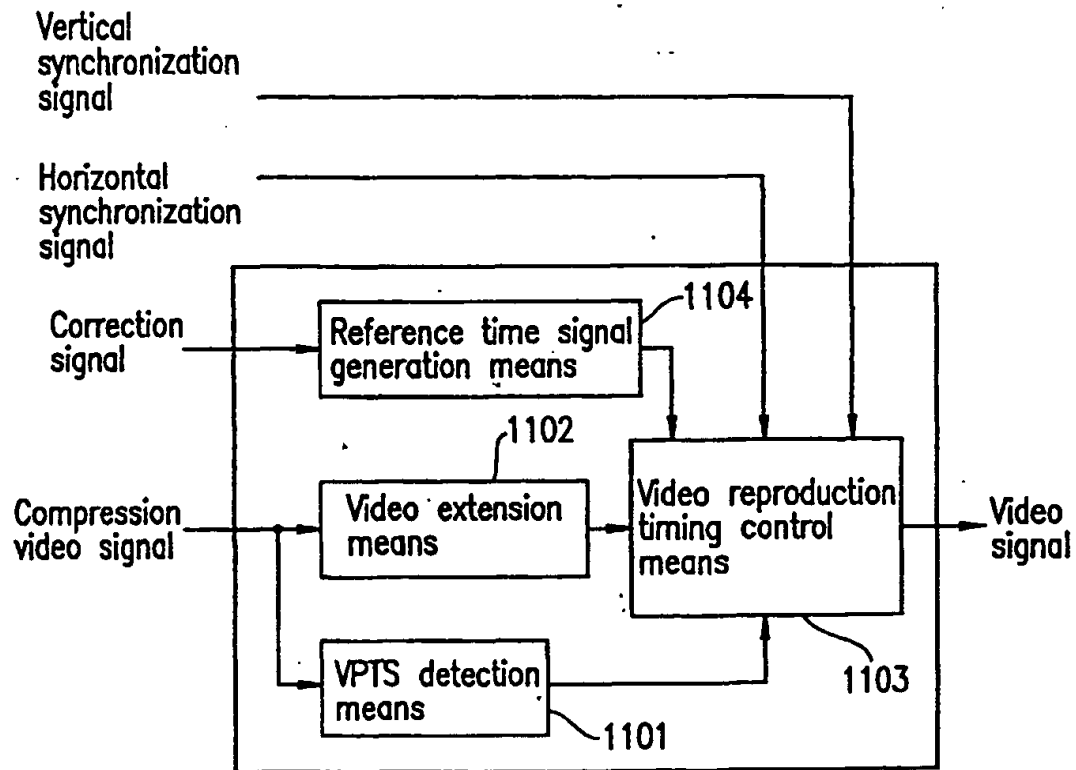 Vertical
synchronization
signal
Horizontal
synchronization
signal
Correction
signal
Reference time signal
generation means
1104
1102
Compression
video signal
Video extension
means
Video reproduction
timing control
means
Video
signal
1103
VPTS detection
means
1101